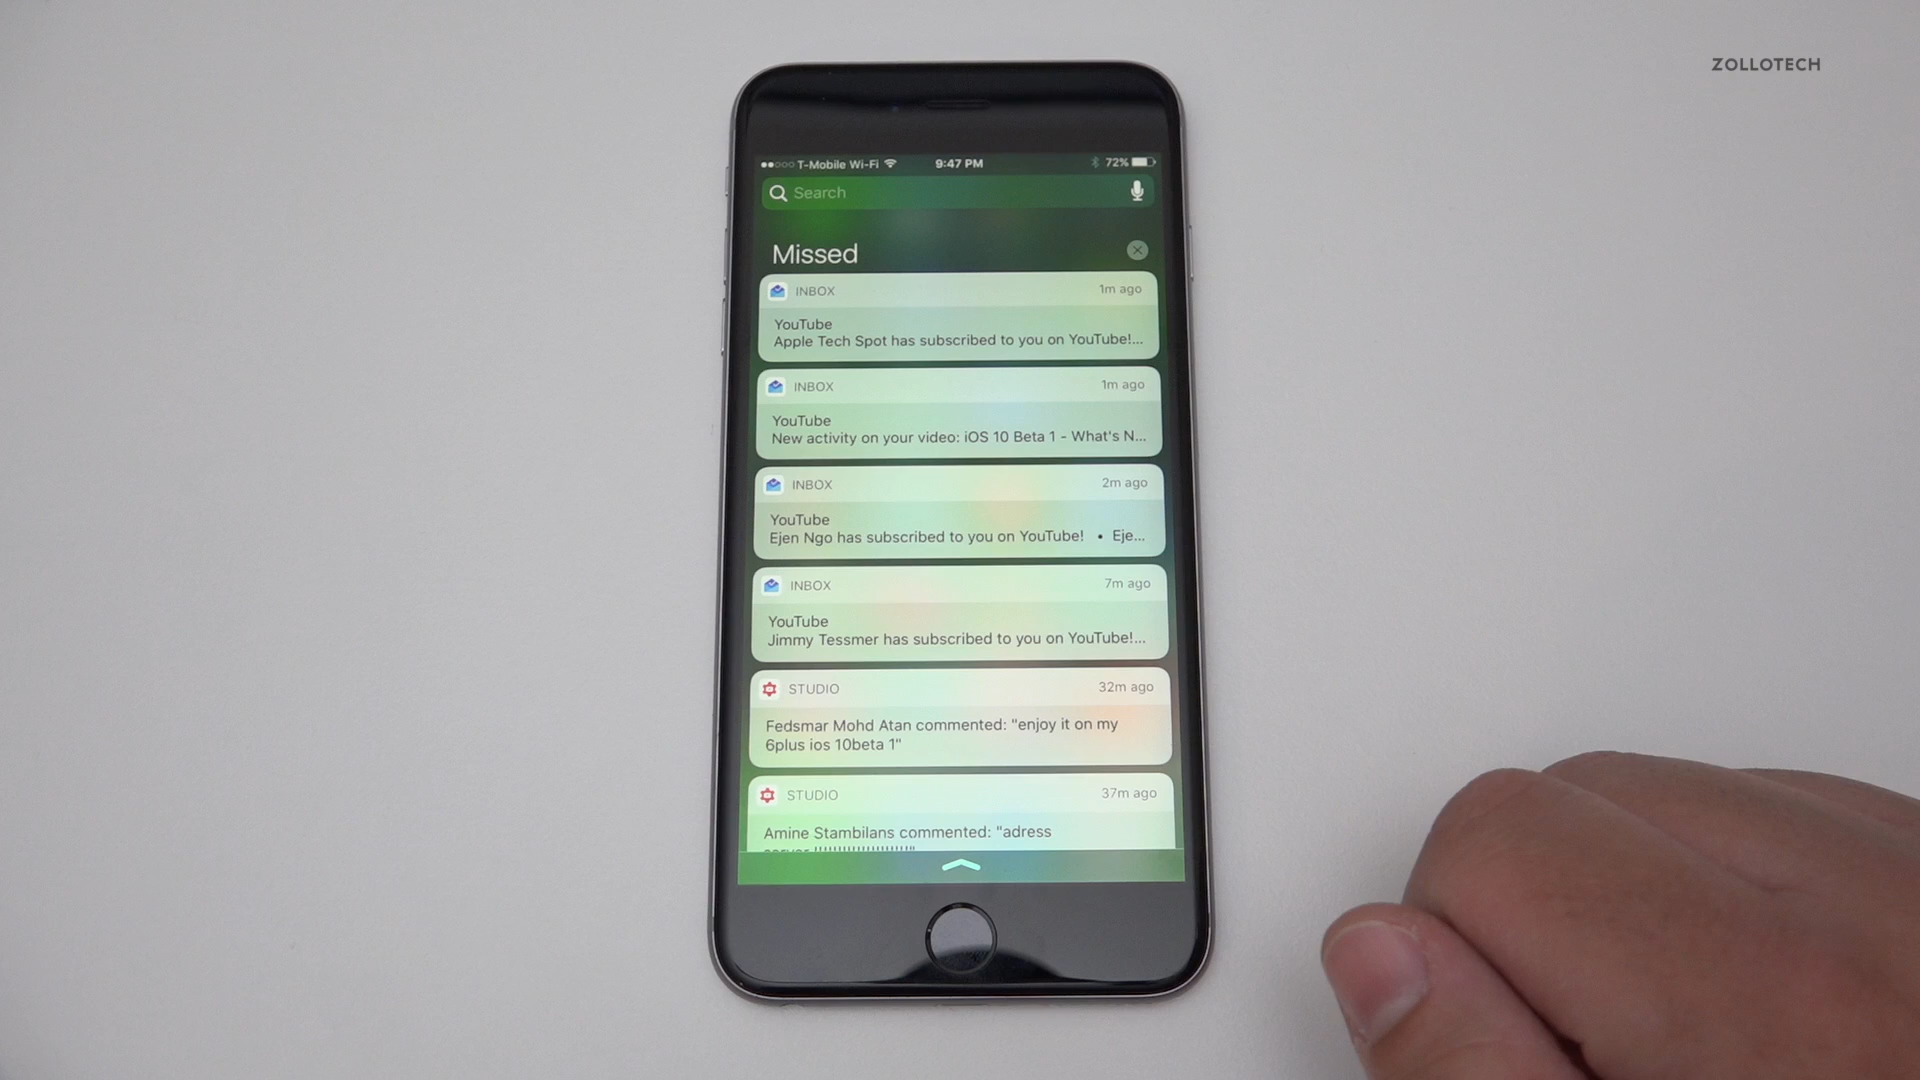 ZOLLOTECH
T-Mobile Wi-Fi 9:47 PM 72%
Search
Missed
INBOX 1m ago
YouTube
Apple Tech Spot has subscribed to you on YouTube!...
INBOX 1m ago
YouTube
New activity on your video: iOS 10 Beta 1 - What's N...
INBOX 2m ago
YouTube
Ejen Ngo has subscribed to you on YouTube! • Eje...
INBOX 7m ago
YouTube
Jimmy Tessmer has subscribed to you on YouTube!...
STUDIO 32m ago
Fedsmar Mohd Atan commented: "enjoy it on my
6plus ios 10beta 1"
STUDIO 37m ago
Amine Stambilans commented: "adress